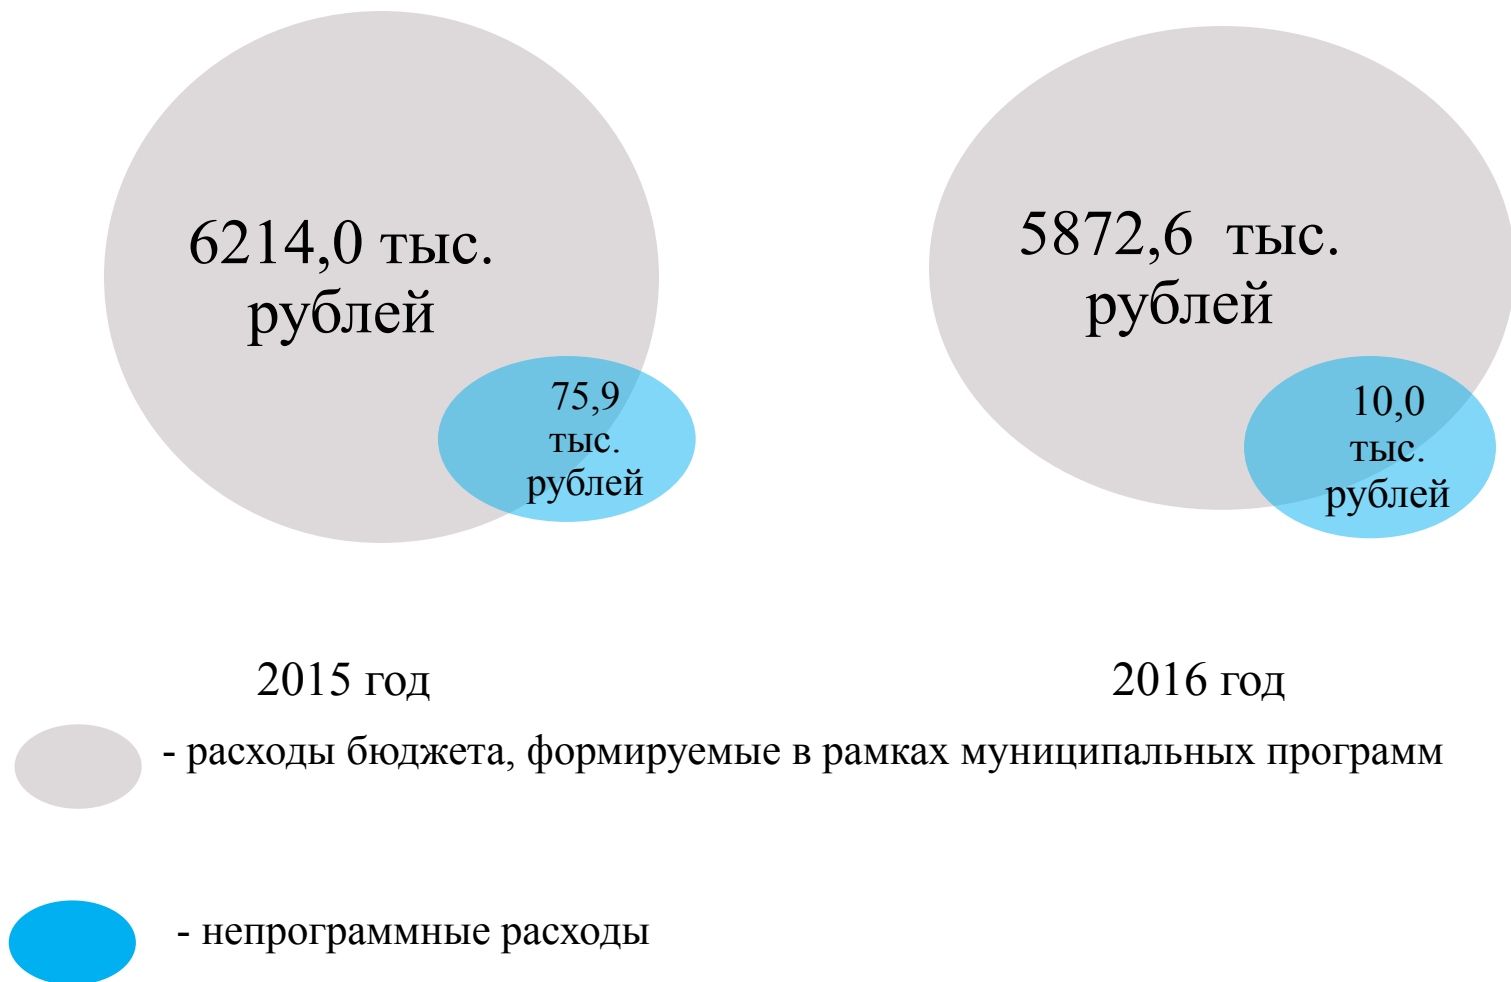 6214,0 тыс.
рублей
75,9
тыс.
рублей
5872,6  тыс.
рублей
10,0
тыс.
рублей
2015 год
2016 год
- расходы бюджета, формируемые в рамках муниципальных программ
- непрограммные расходы